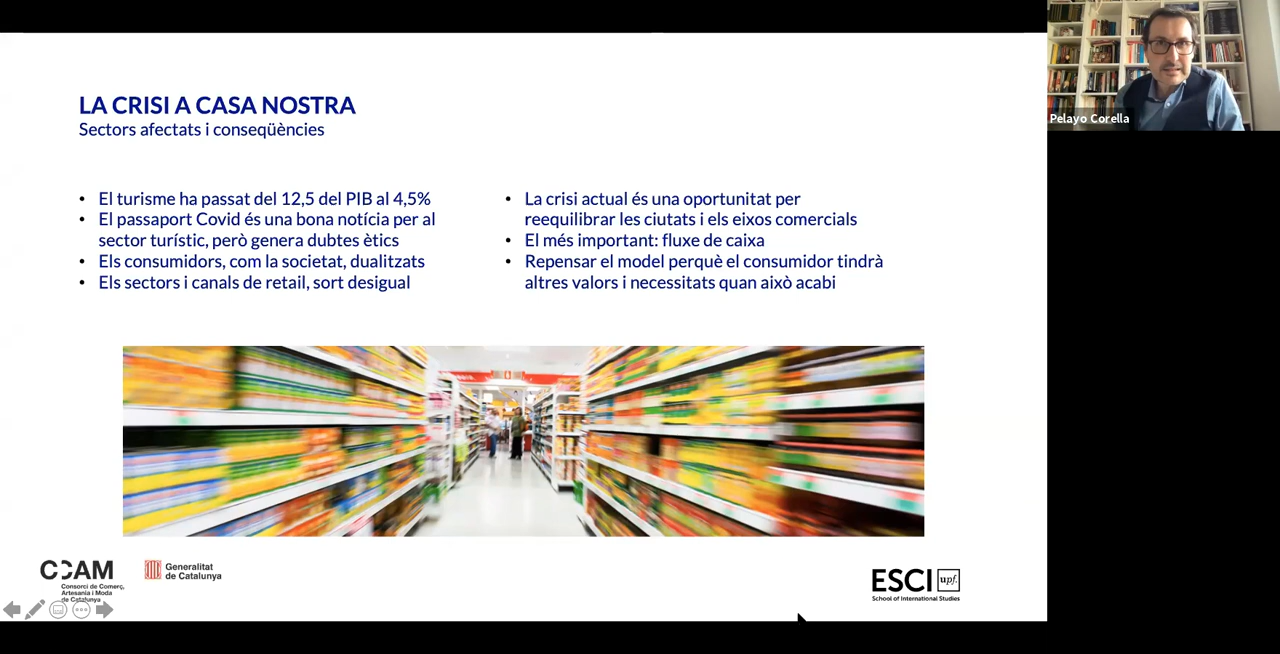 LA CRISI A CASA NOSTRA
Sectors afectats i conseqüències
• El turisme ha passat del 12,5 del PIB al 4,5%
• El passaport Covid és una bona notícia per al
sector turístic, però genera dubtes ètics
• Els consumidors, com la societat, dualitzats
• Els sectors i canals de retail, sort desigual
• La crisi actual és una oportunitat per
reequilibrar les ciutats i els eixos comercials
• El més important: fluxe de caixa
• Repensar el model perquè el consumidor tindrà
altres valors i necessitats quan això acabi
Pelayo Corella
CCAM
Consorci de Comerç,
Artesania i Moda
de Catalunya
Generalitat
de Catalunya
ESCI upf.
School of International Studies